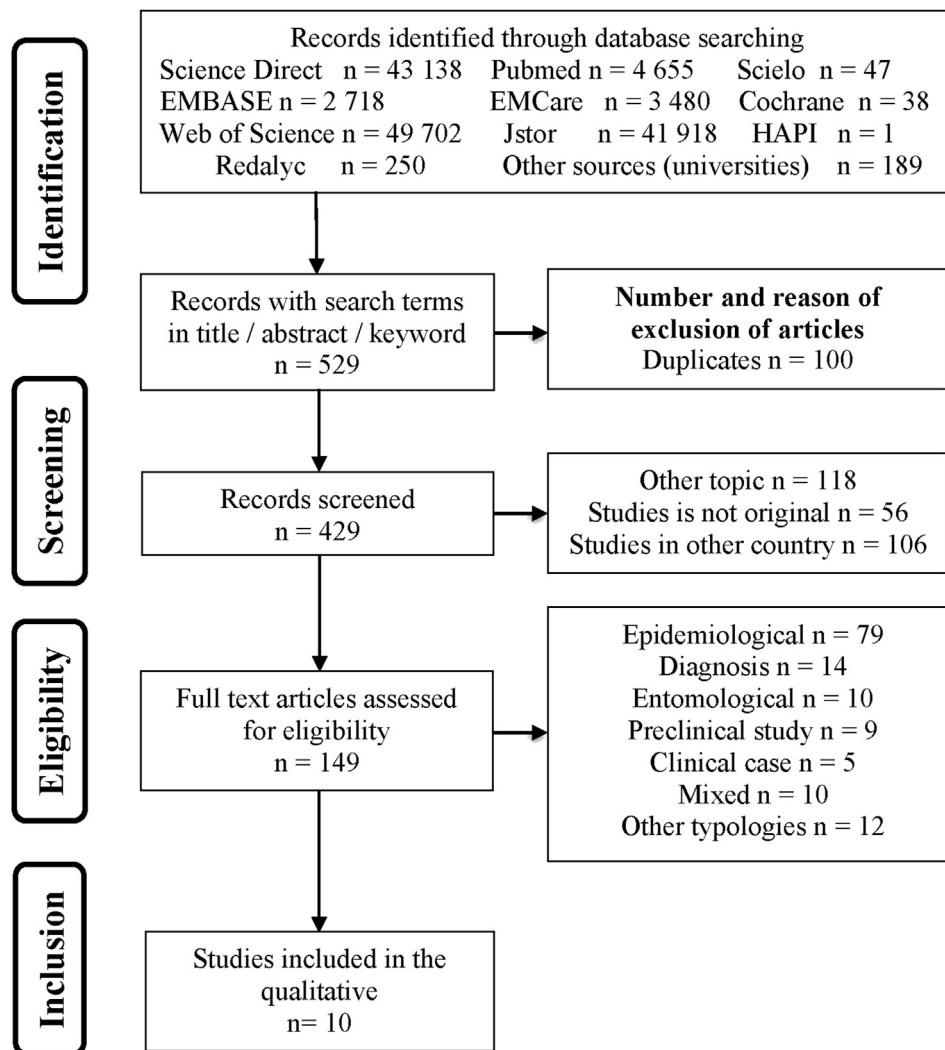 Identification
Records identified through database searching
Science Direct n = 43 138 Pubmed n = 4 655 Scielo n = 47
EMBASE n = 2 718 EMCare n = 3 480 Cochrane n = 38
Web of Science n = 49 702 Jstor n = 41 918 HAPI n = 1
Redalyc n = 250 Other sources (universities) n = 189
Records with search terms
in title / abstract / keyword
n = 529
Number and reason of
exclusion of articles
Duplicates n = 100
Screening
Records screened
n = 429
Other topic n = 118
Studies is not original n = 56
Studies in other country n = 106
Eligibility
Full text articles assessed
for eligibility
n = 149
Epidemiological n = 79
Diagnosis n = 14
Entomological n = 10
Preclinical study n = 9
Clinical case n = 5
Mixed n = 10
Other typologies n = 12
Inclusion
Studies included in the
qualitative
n= 10